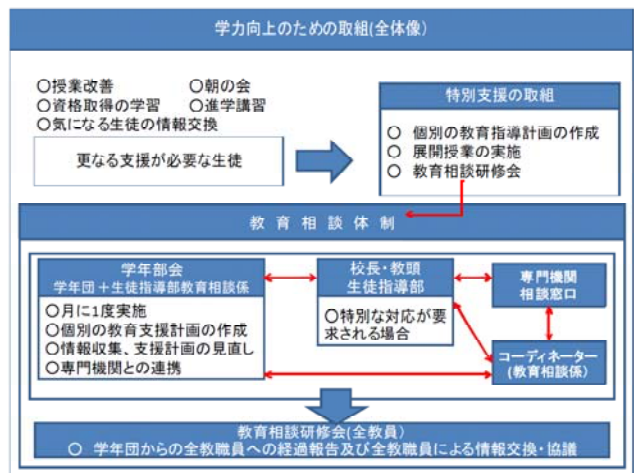 学力向上のための取組(全体像)
○授業改善 ○朝の会
○資格取得の学習 ○進学講習
○気になる生徒の情報交換
更なる支援が必要な生徒
特別支援の取組
○ 個別の教育指導計画の作成
○ 展開授業の実施
○ 教育相談研修会
教育相談体制
学年部会
学年団+生徒指導部教育相談係
○月に1度実施
○個別の教育支援計画の作成
○情報収集、支援計画の見直し
○専門機関との連携
校長・教頭
生徒指導部
○特別な対応が要
求される場合
専門機関
相談窓口
コーディネーター
(教育相談係)
教育相談研修会(全教員)
○ 学年団からの全教職員への経過報告及び全教職員による情報交換・協議